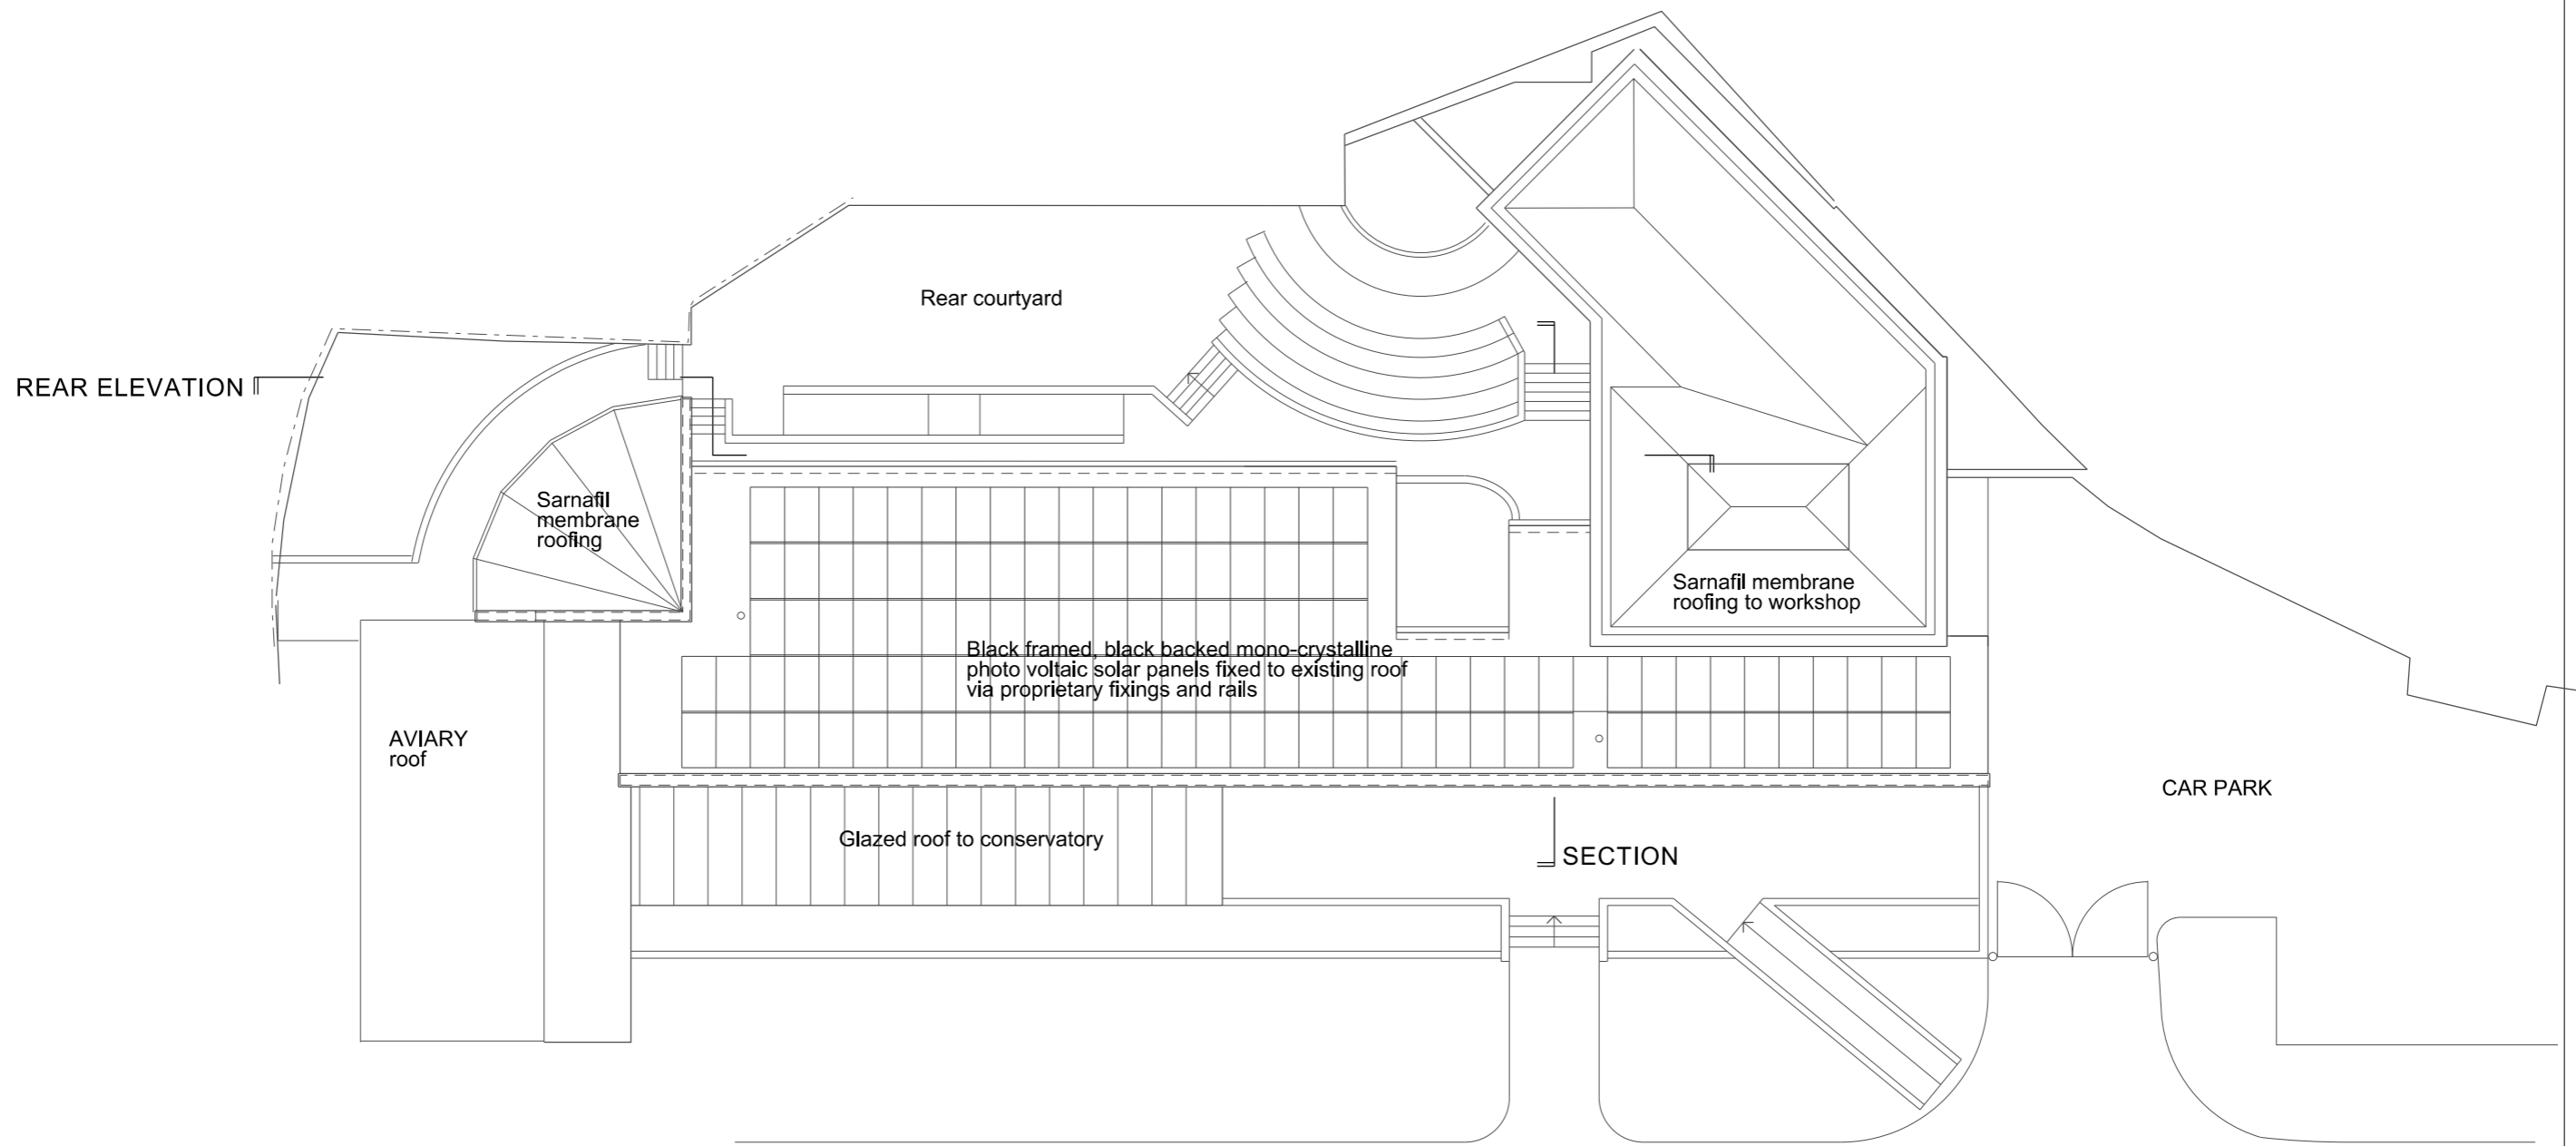 Rear courtyard
REAR ELEVATION
Sarnafil
membrane
roofing
Sarnafil membrane
roofing to workshop
Black framed, black backed mono-crystalline
photo voltaic solar panels fixed to existing roof
via proprietary fixings and rails
AVIARY
roof
CAR PARK
Glazed roof to conservatory
SECTION